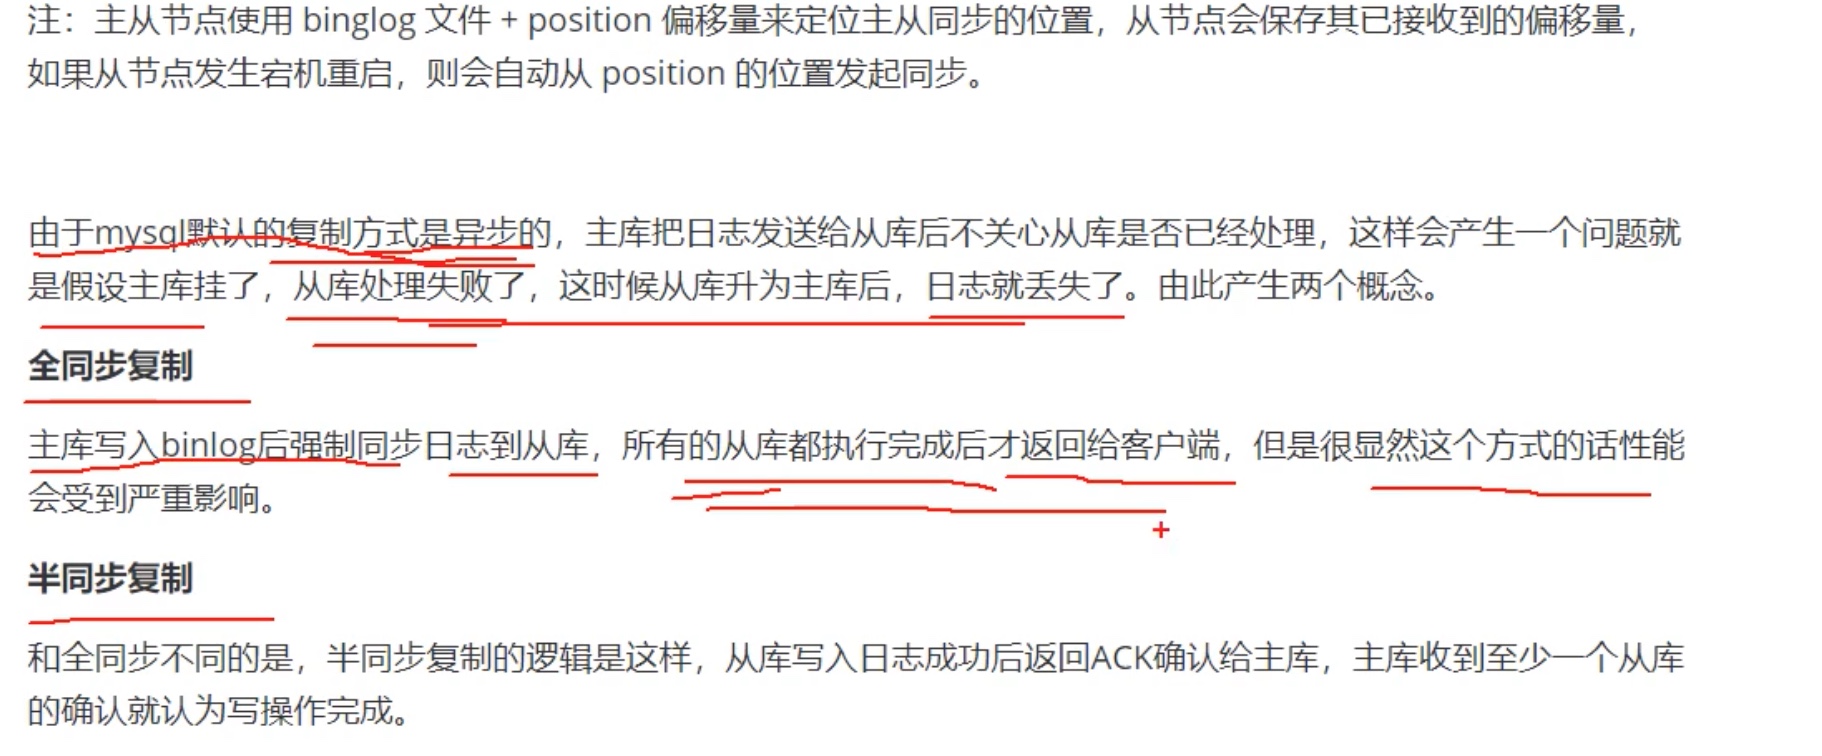 注：主从节点使用 binglog 文件 + position 偏移量来定位主从同步的位置，从节点会保存其已接收到的偏移量，
如果从节点发生宕机重启，则会自动从 position 的位置发起同步。
由于mysql默认的复制方式是异步的，主库把日志发送给从库后不关心从库是否已经处理，这样会产生一个问题就
是假设主库挂了，从库处理失败了，这时候从库升为主库后，日志就丢失了。由此产生两个概念。
全同步复制
主库写入binlog后强制同步日志到从库，所有的从库都执行完成后才返回给客户端，但是很显然这个方式的话性能
会受到严重影响。
半同步复制
和全同步不同的是，半同步复制的逻辑是这样，从库写入日志成功后返回ACK确认给主库，主库收到至少一个从库
的确认就认为写操作完成。